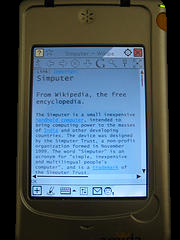 Simputer - Wikip
Simputer
From Wikipedia, the free
encyclopedia.
The Simputer is a small inexpensive
handheld computer, intended to
bring computing power to the masses
of India and other developing
countries. The device was designed
by the Simputer Trust, a non-profit
organization formed in November
1999. The word "Simputer" is an
acronym for "simple, inexpensive
and multilingual people's
computer", and is a trademark of
the Simputer Trust.